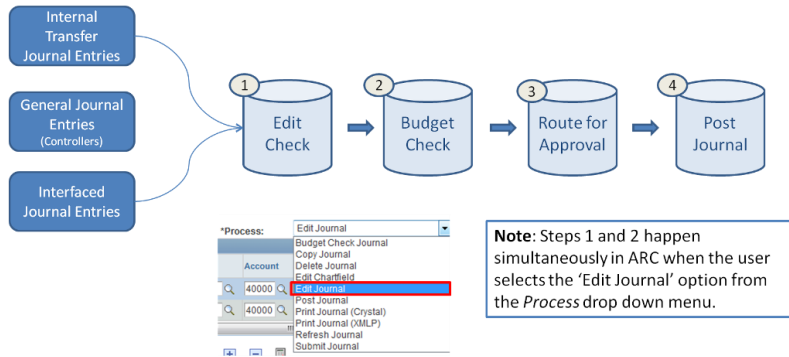 Internal
Transfer
Journal Entries
General Journal
Entries
(Controllers)
Interfaced
Journal Entries
1
Edit
Check
2
Budget
Check
3
Route for
Approval
4
Post
Journal
*Process:
Edit Journal
Budget Check Journal
Copy Journal
Delete Journal
Edit Chartfield
Edit Journal
Post Journal
Print Journal (Crystal)
Print Journal (XMLP)
Refresh Journal
Submit Journal
Account
40000
40000
Note: Steps 1 and 2 happen
simultaneously in ARC when the user
selects the ‘Edit Journal’ option from
the Process drop down menu.